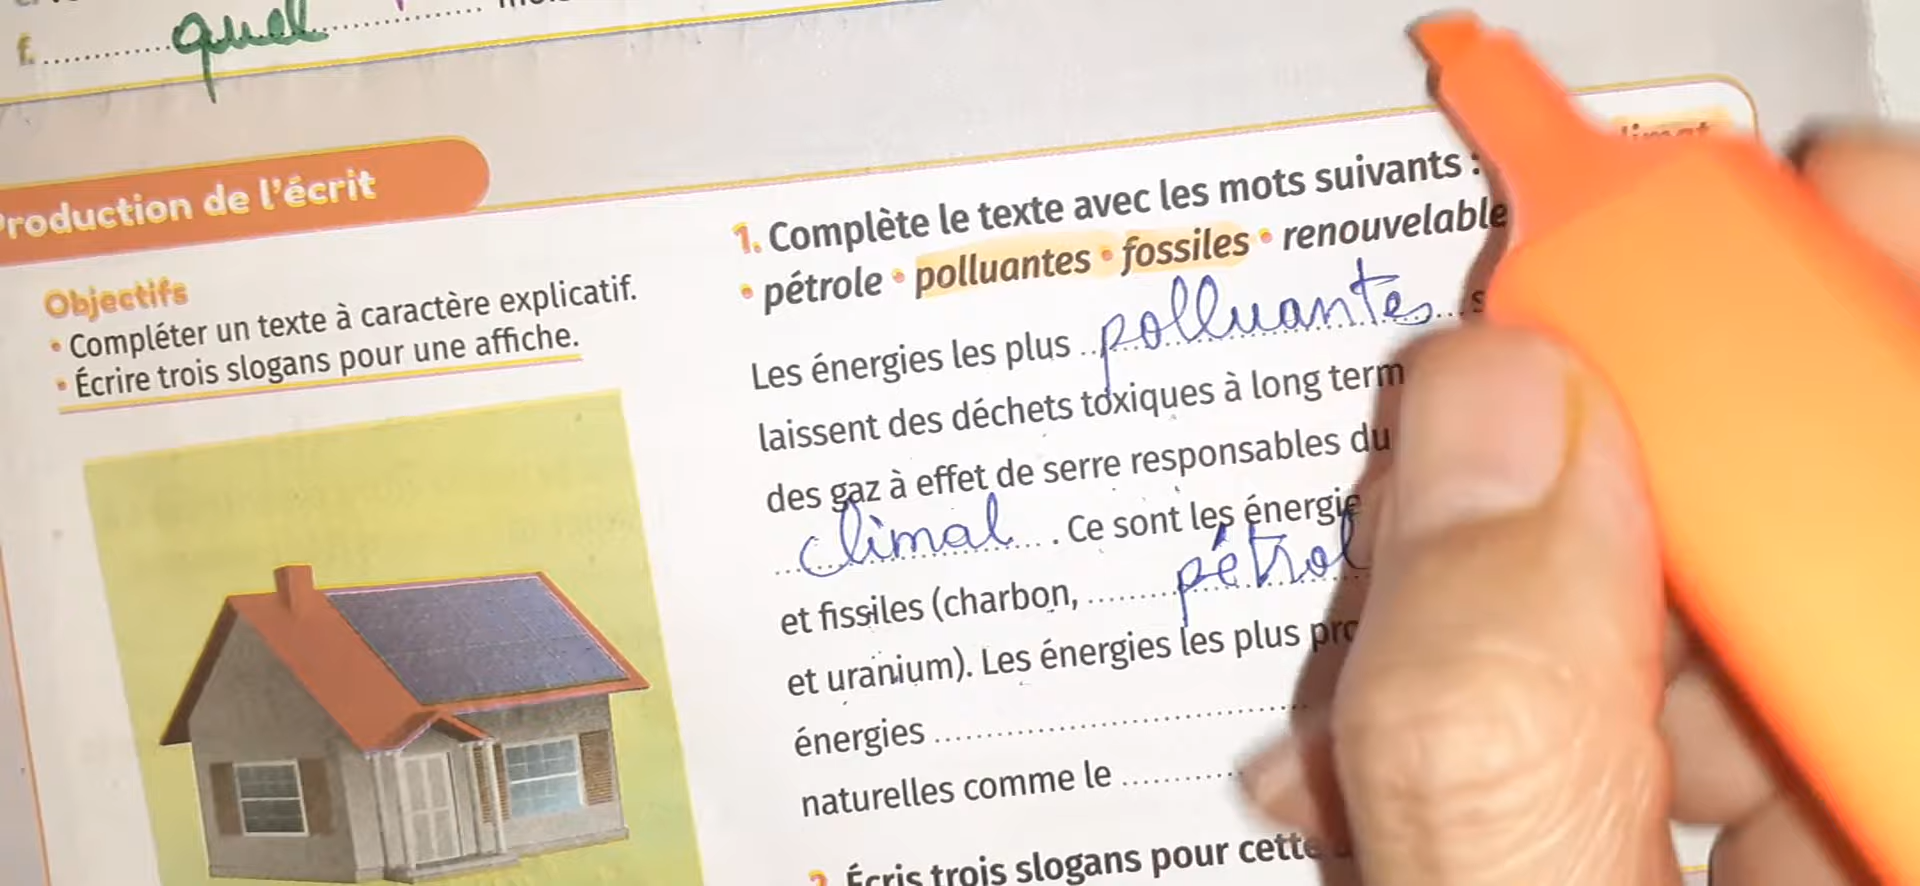 f. ............quel............
Production de l'écrit
Objectifs
• Compléter un texte à caractère explicatif.
• Écrire trois slogans pour une affiche.
1. Complète le texte avec les mots suivants :
• pétrole • polluantes • fossiles • renouvelable
Les énergies les plus ..polluantes...
laissent des déchets toxiques à long term
des gaz à effet de serre responsables du
...climat.... . Ce sont les énergie
et fissiles (charbon, .........pétrol
et uranium). Les énergies les plus pro
énergies ........................
naturelles comme le ............
2. Écris trois slogans pour cette